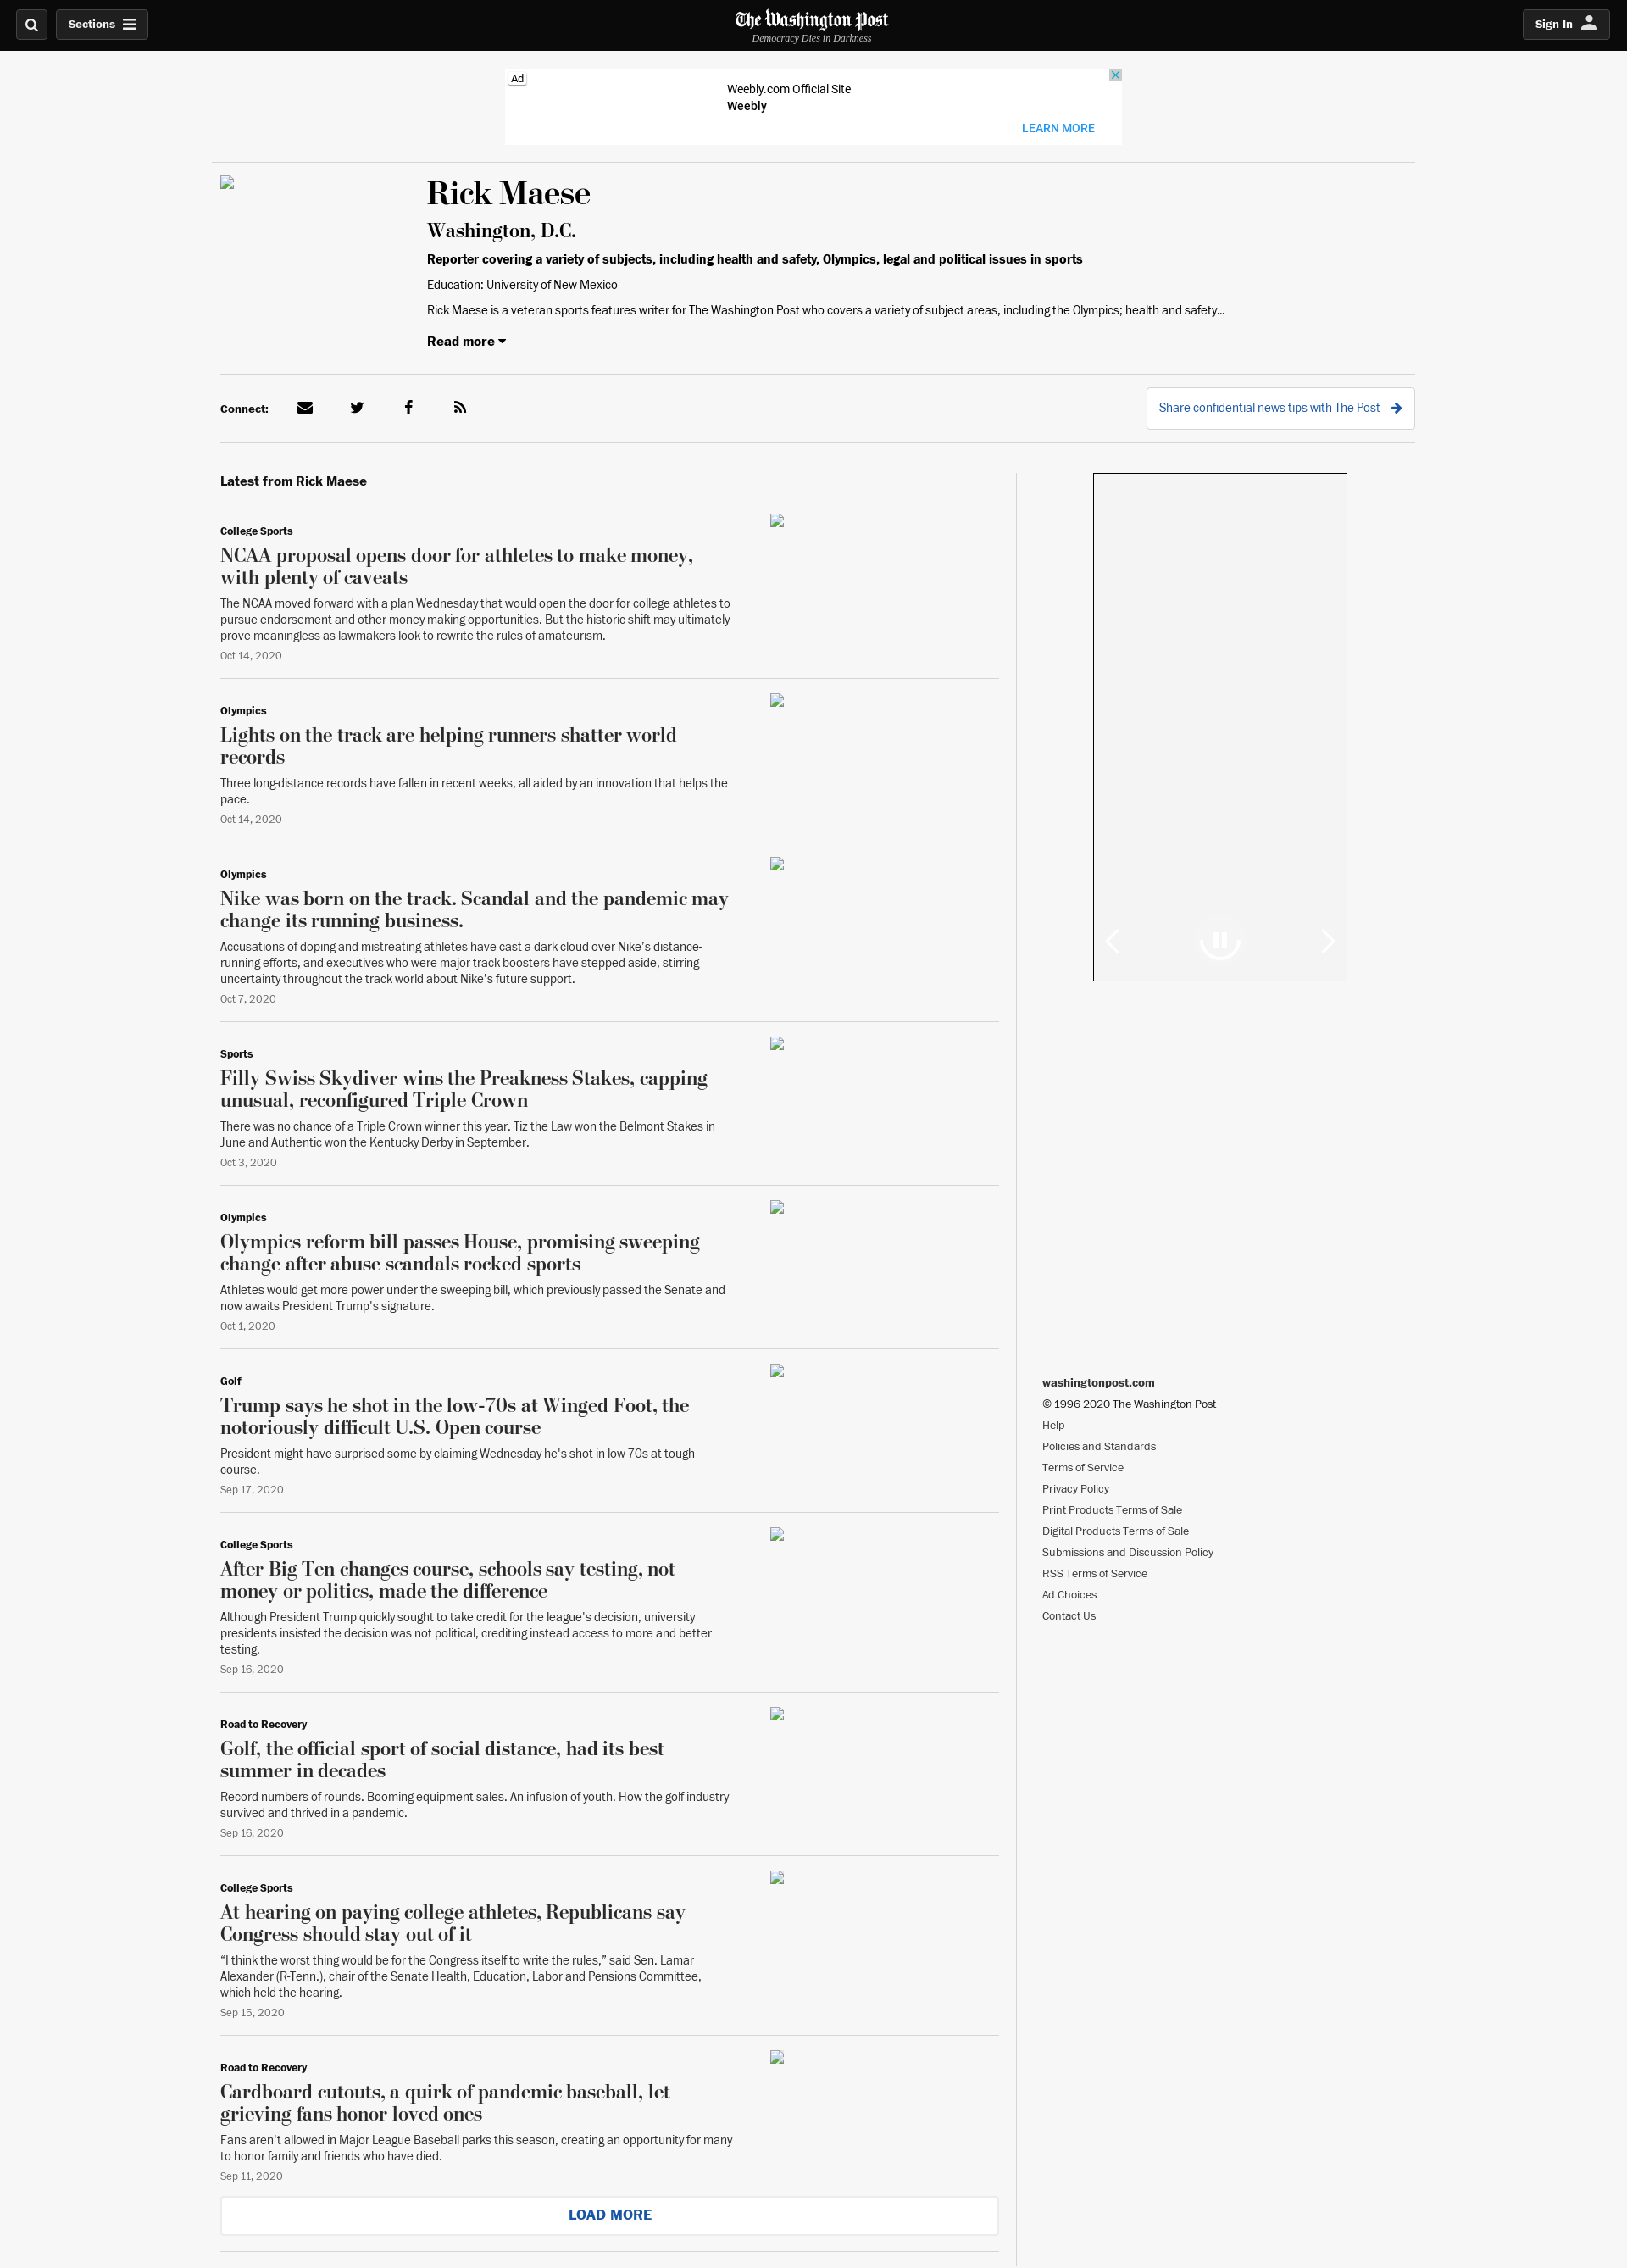 Sections
The Washington Post
Democracy Dies in Darkness
Sign In
Ad
Weebly.com Official Site
Weebly
LEARN MORE
Rick Maese
Washington, D.C.
Reporter covering a variety of subjects, including health and safety, Olympics, legal and political issues in sports
Education: University of New Mexico
Rick Maese is a veteran sports features writer for The Washington Post who covers a variety of subject areas, including the Olympics; health and safety...
Read more
Connect:
Share confidential news tips with The Post
Latest from Rick Maese
College Sports
NCAA proposal opens door for athletes to make money,
with plenty of caveats
The NCAA moved forward with a plan Wednesday that would open the door for college athletes to
pursue endorsement and other money-making opportunities. But the historic shift may ultimately
prove meaningless as lawmakers look to rewrite the rules of amateurism.
Oct 14, 2020
Olympics
Lights on the track are helping runners shatter world
records
Three long-distance records have fallen in recent weeks, all aided by an innovation that helps the
pace.
Oct 14, 2020
Olympics
Nike was born on the track. Scandal and the pandemic may
change its running business.
Accusations of doping and mistreating athletes have cast a dark cloud over Nike’s distance-
running efforts, and executives who were major track boosters have stepped aside, stirring
uncertainty throughout the track world about Nike’s future support.
Oct 7, 2020
Sports
Filly Swiss Skydiver wins the Preakness Stakes, capping
unusual, reconfigured Triple Crown
There was no chance of a Triple Crown winner this year. Tiz the Law won the Belmont Stakes in
June and Authentic won the Kentucky Derby in September.
Oct 3, 2020
Olympics
Olympics reform bill passes House, promising sweeping
change after abuse scandals rocked sports
Athletes would get more power under the sweeping bill, which previously passed the Senate and
now awaits President Trump's signature.
Oct 1, 2020
Golf
Trump says he shot in the low-70s at Winged Foot, the
notoriously difficult U.S. Open course
President might have surprised some by claiming Wednesday he's shot in low-70s at tough
course.
Sep 17, 2020
College Sports
After Big Ten changes course, schools say testing, not
money or politics, made the difference
Although President Trump quickly sought to take credit for the league's decision, university
presidents insisted the decision was not political, crediting instead access to more and better
testing.
Sep 16, 2020
Road to Recovery
Golf, the official sport of social distance, had its best
summer in decades
Record numbers of rounds. Booming equipment sales. An infusion of youth. How the golf industry
survived and thrived in a pandemic.
Sep 16, 2020
College Sports
At hearing on paying college athletes, Republicans say
Congress should stay out of it
“I think the worst thing would be for the Congress itself to write the rules,” said Sen. Lamar
Alexander (R-Tenn.), chair of the Senate Health, Education, Labor and Pensions Committee,
which held the hearing.
Sep 15, 2020
Road to Recovery
Cardboard cutouts, a quirk of pandemic baseball, let
grieving fans honor loved ones
Fans aren't allowed in Major League Baseball parks this season, creating an opportunity for many
to honor family and friends who have died.
Sep 11, 2020
LOAD MORE
washingtonpost.com
© 1996-2020 The Washington Post
Help
Policies and Standards
Terms of Service
Privacy Policy
Print Products Terms of Sale
Digital Products Terms of Sale
Submissions and Discussion Policy
RSS Terms of Service
Ad Choices
Contact Us